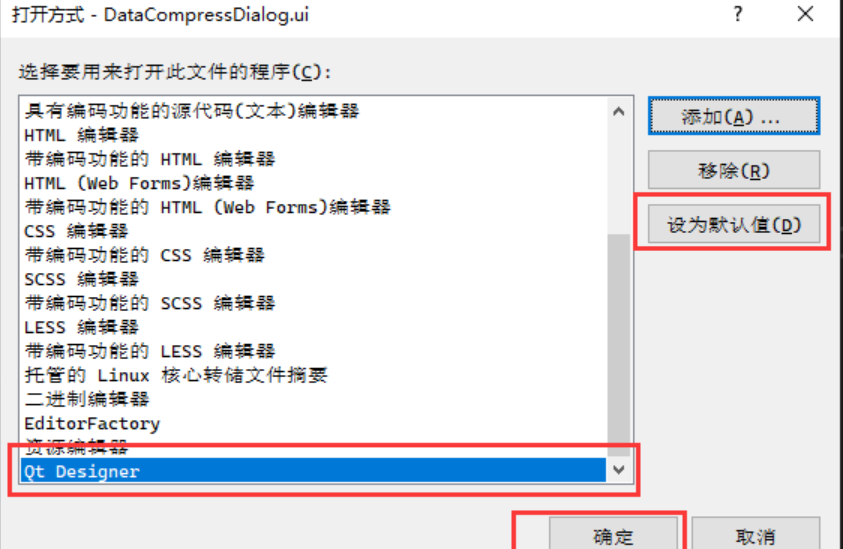 打开方式 - DataCompressDialog.ui
选择要用来打开此文件的程序(C):
具有编码功能的源代码(文本)编辑器
HTML 编辑器
带编码功能的 HTML 编辑器
HTML (Web Forms)编辑器
带编码功能的 HTML (Web Forms)编辑器
CSS 编辑器
带编码功能的 CSS 编辑器
SCSS 编辑器
带编码功能的 SCSS 编辑器
LESS 编辑器
带编码功能的 LESS 编辑器
托管的 Linux 核心转储文件摘要
二进制编辑器
EditorFactory
资源编辑器
Qt Designer
添加(A)...
移除(R)
设为默认值(D)
确定
取消